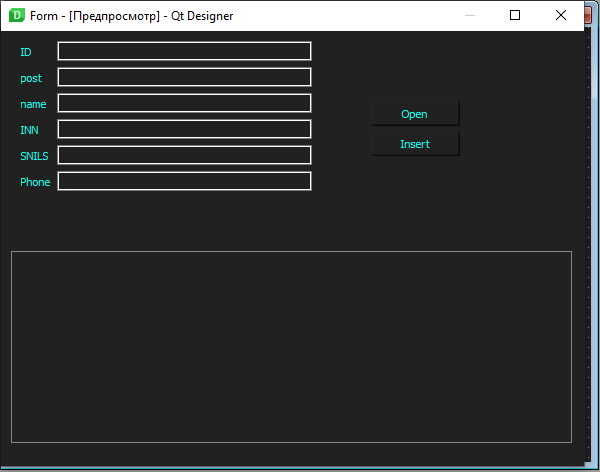 Form - [Предпросмотр] - Qt Designer
ID
post
name
INN
SNILS
Phone
Open
Insert